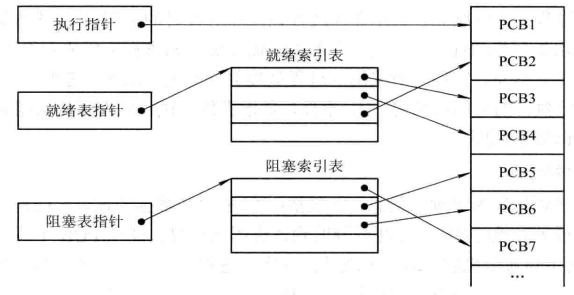 执行指针
就绪表指针
阻塞表指针
就绪索引表
阻塞索引表
PCB1
PCB2
PCB3
PCB4
PCB5
PCB6
PCB7
…